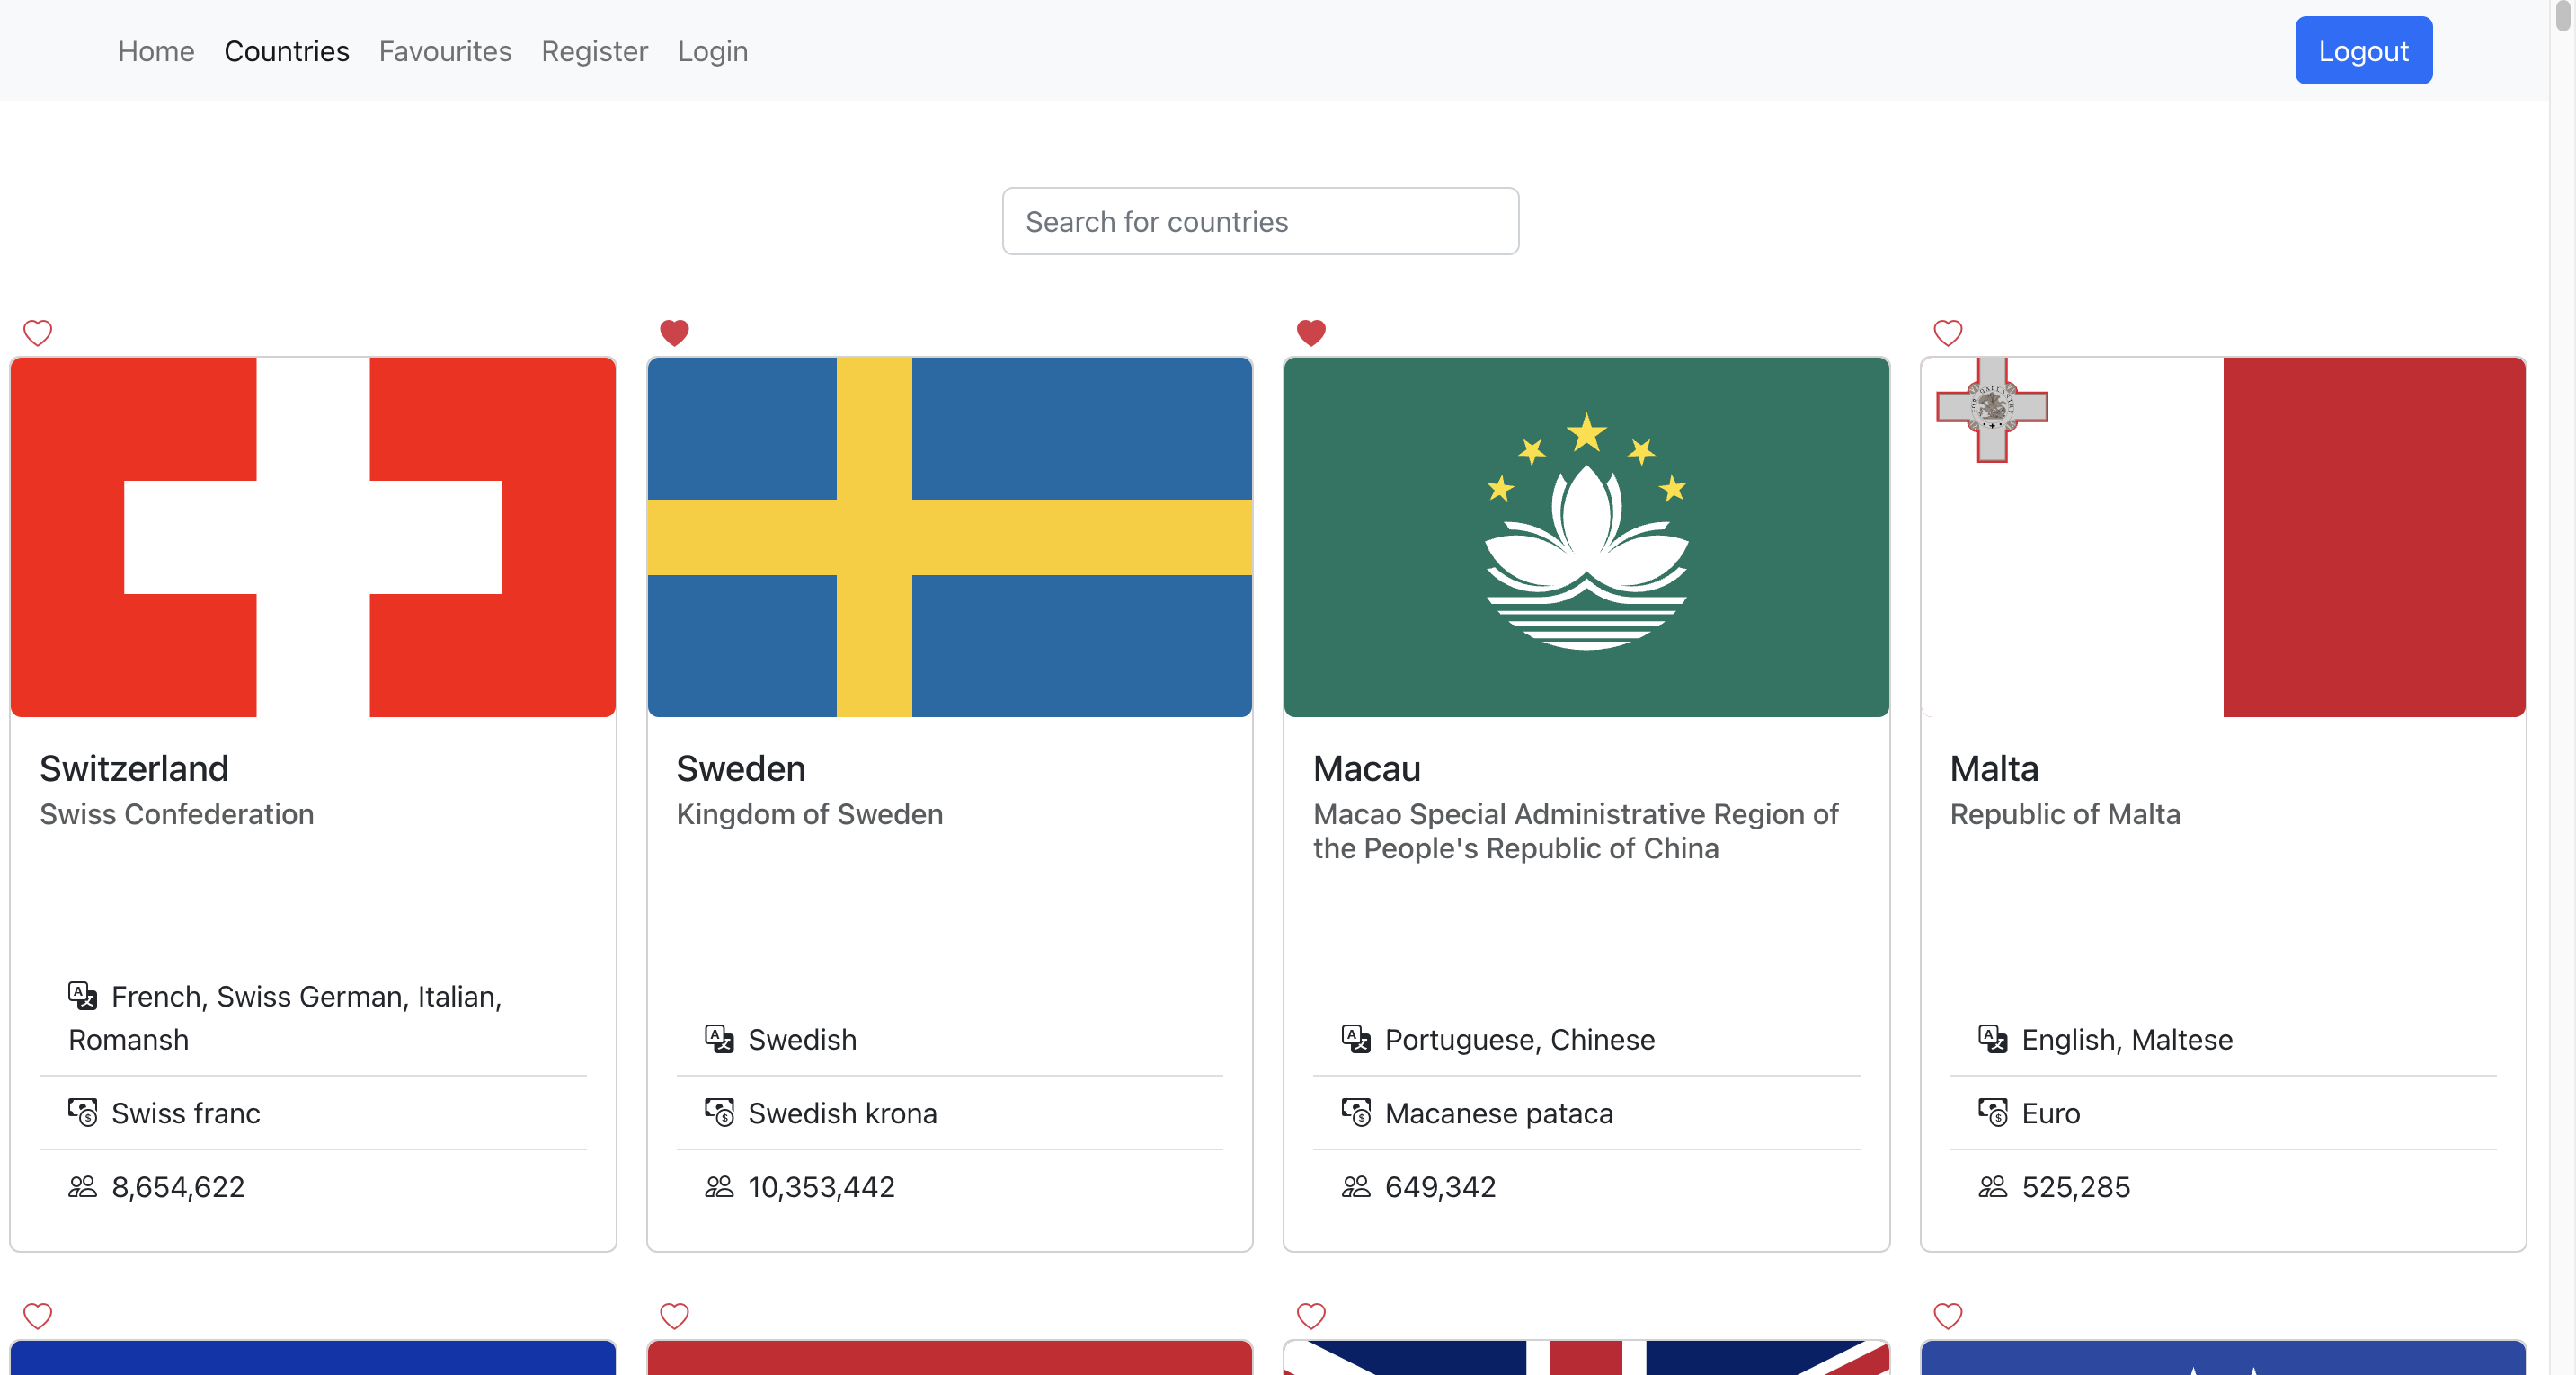 Home Countries Favourites Register Login Logout
Search for countries
Switzerland
Swiss Confederation
French, Swiss German, Italian,
Romansh
Swiss franc
8,654,622
Sweden
Kingdom of Sweden
Swedish
Swedish krona
10,353,442
Macau
Macao Special Administrative Region of
the People's Republic of China
Portuguese, Chinese
Macanese pataca
649,342
Malta
Republic of Malta
English, Maltese
Euro
525,285